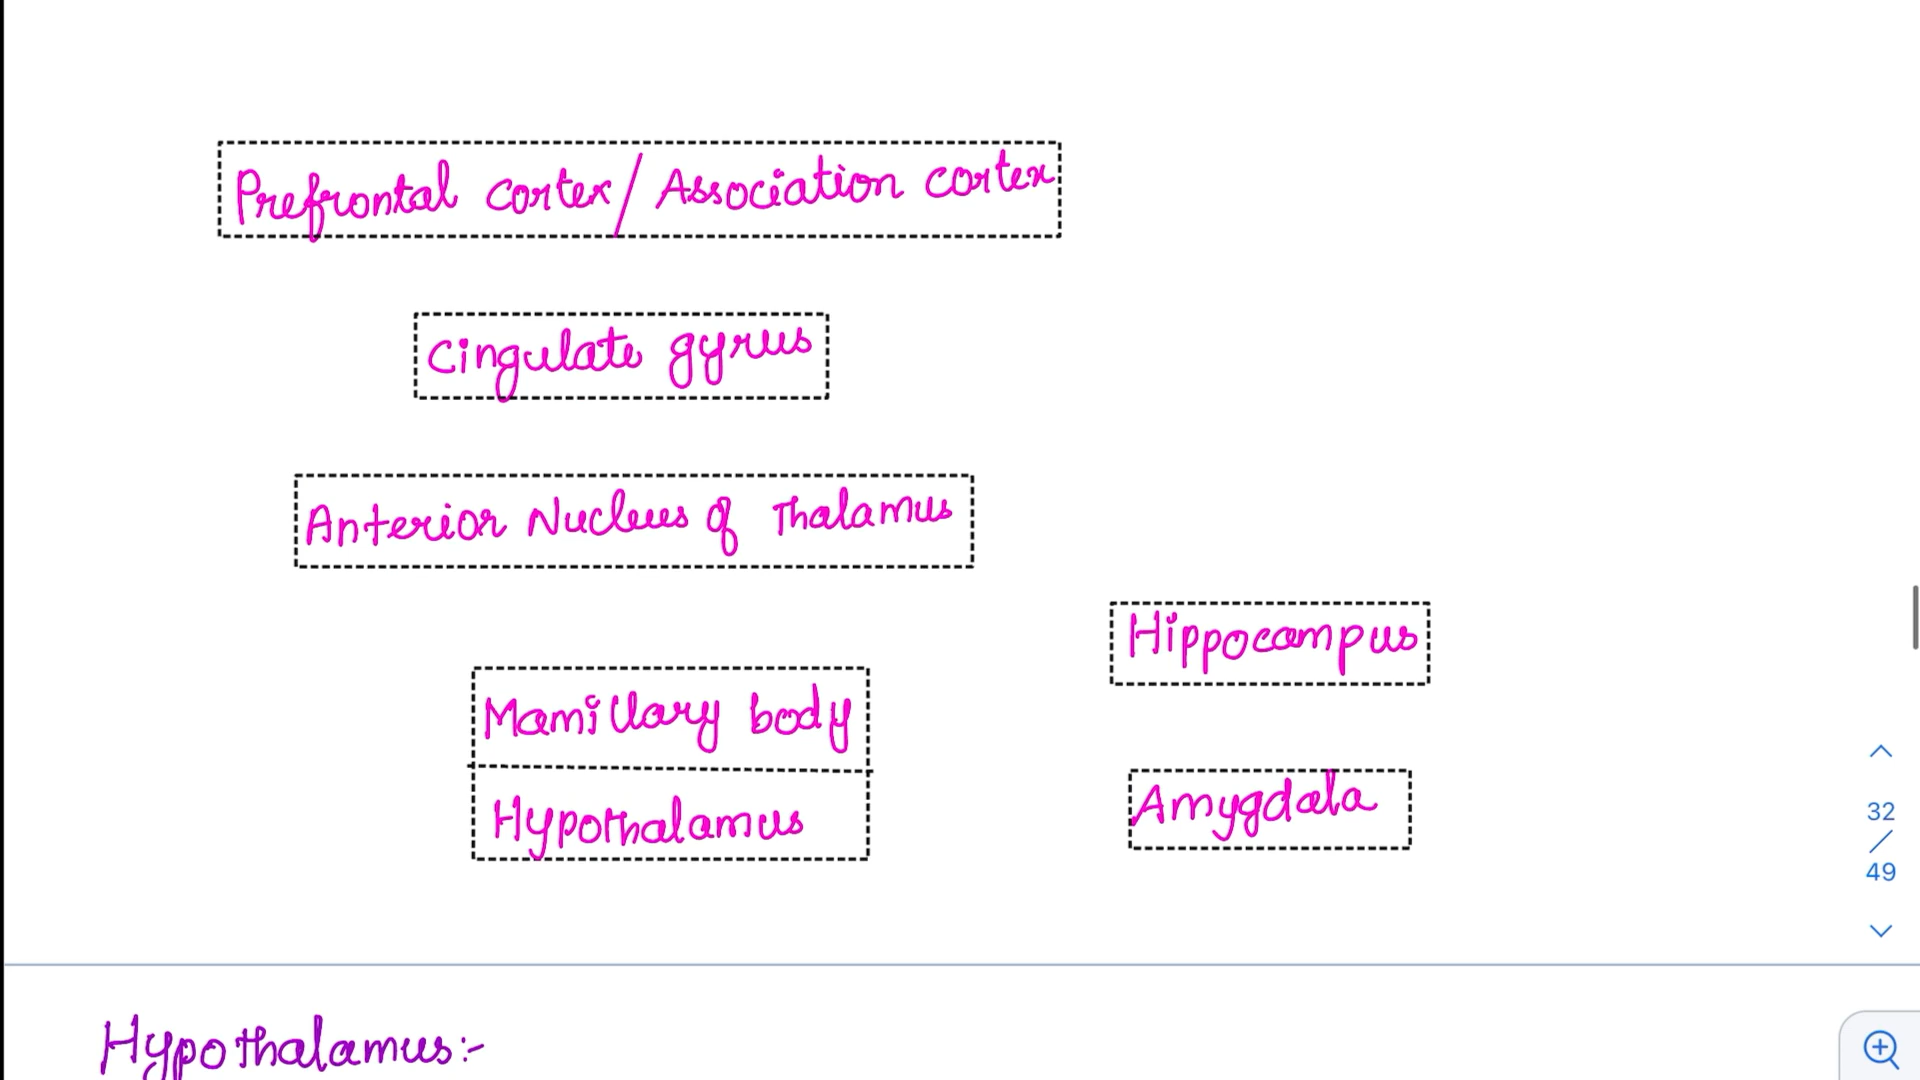 Prefrontal cortex/ Association cortex
Cingulate gyrus
Anterior Nucleus of Thalamus
Hippocampus
Mamillary body
Hypothalamus
Amygdala
32
/
49
Hypothalamus:-